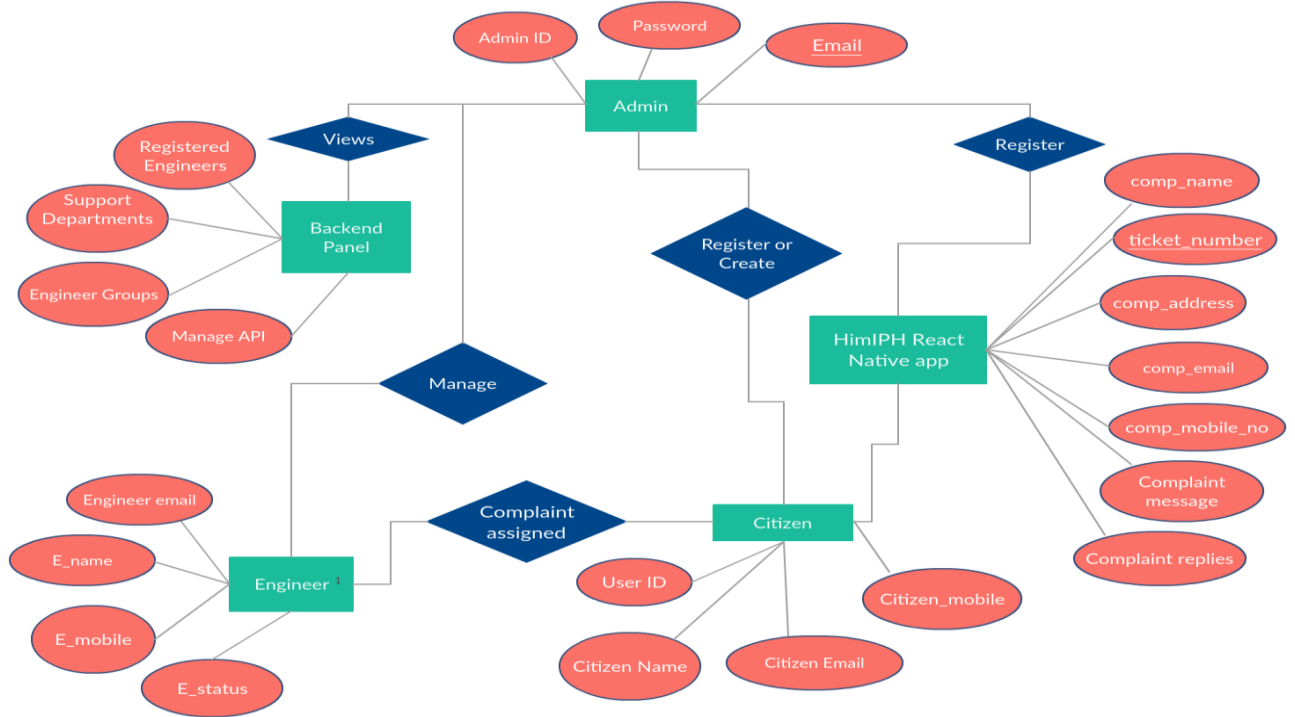 Admin ID
Password
Email
Admin
Views
Register
Registered
Engineers
Support
Departments
Backend
Panel
Engineer Groups
Manage API
Register or
Create
comp_name
ticket_number
comp_address
HimIPH React
Native app
comp_email
comp_mobile_no
Complaint
message
Complaint replies
Manage
Engineer email
E_name
Engineer 1
E_mobile
E_status
Complaint
assigned
Citizen
User ID
Citizen_mobile
Citizen Name
Citizen Email